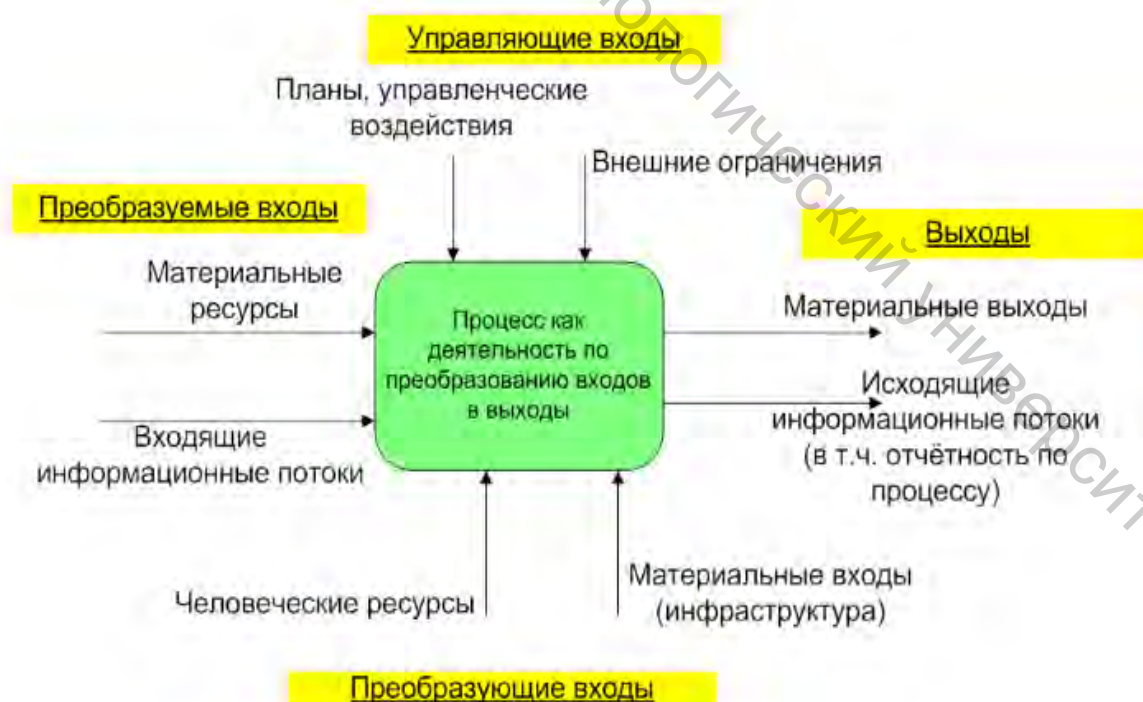 Управляющие входы
Планы, управленческие
воздействия
Внешние ограничения
Преобразуемые входы
Выходы
Материальные
ресурсы
Материальные выходы
Процесс как
деятельность по
преобразованию входов
в выходы
Исходящие
информационные потоки
(в т.ч. отчётность по
процессу)
Входящие
информационные потоки
Человеческие ресурсы
Материальные входы
(инфраструктура)
Преобразующие входы